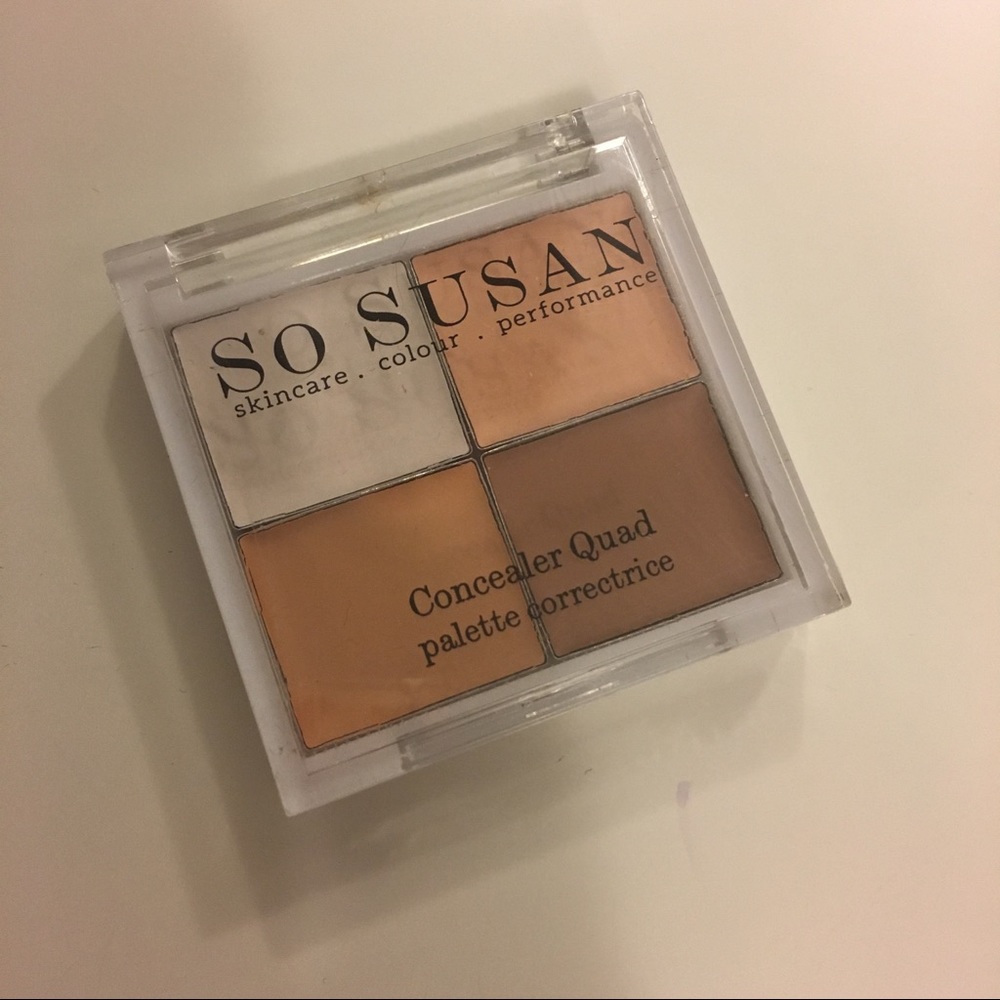 SO SUSAN
skincare . colour . performance
Concealer Quad
palette correctrice